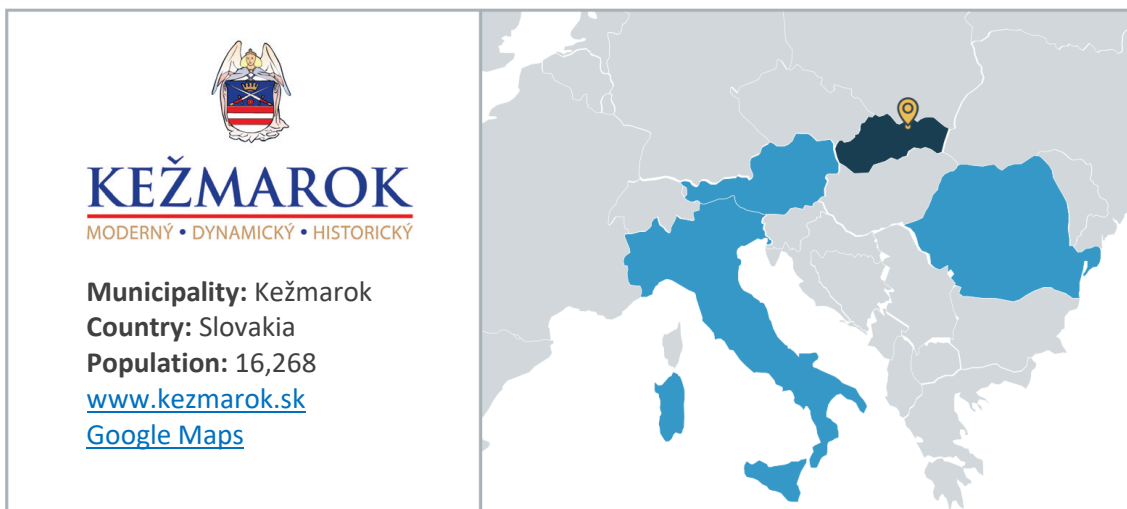 KEŽMAROK
MODERNÝ • DYNAMICKÝ • HISTORICKÝ
Municipality: Kežmarok
Country: Slovakia
Population: 16,268
www.kezmarok.sk
Google Maps